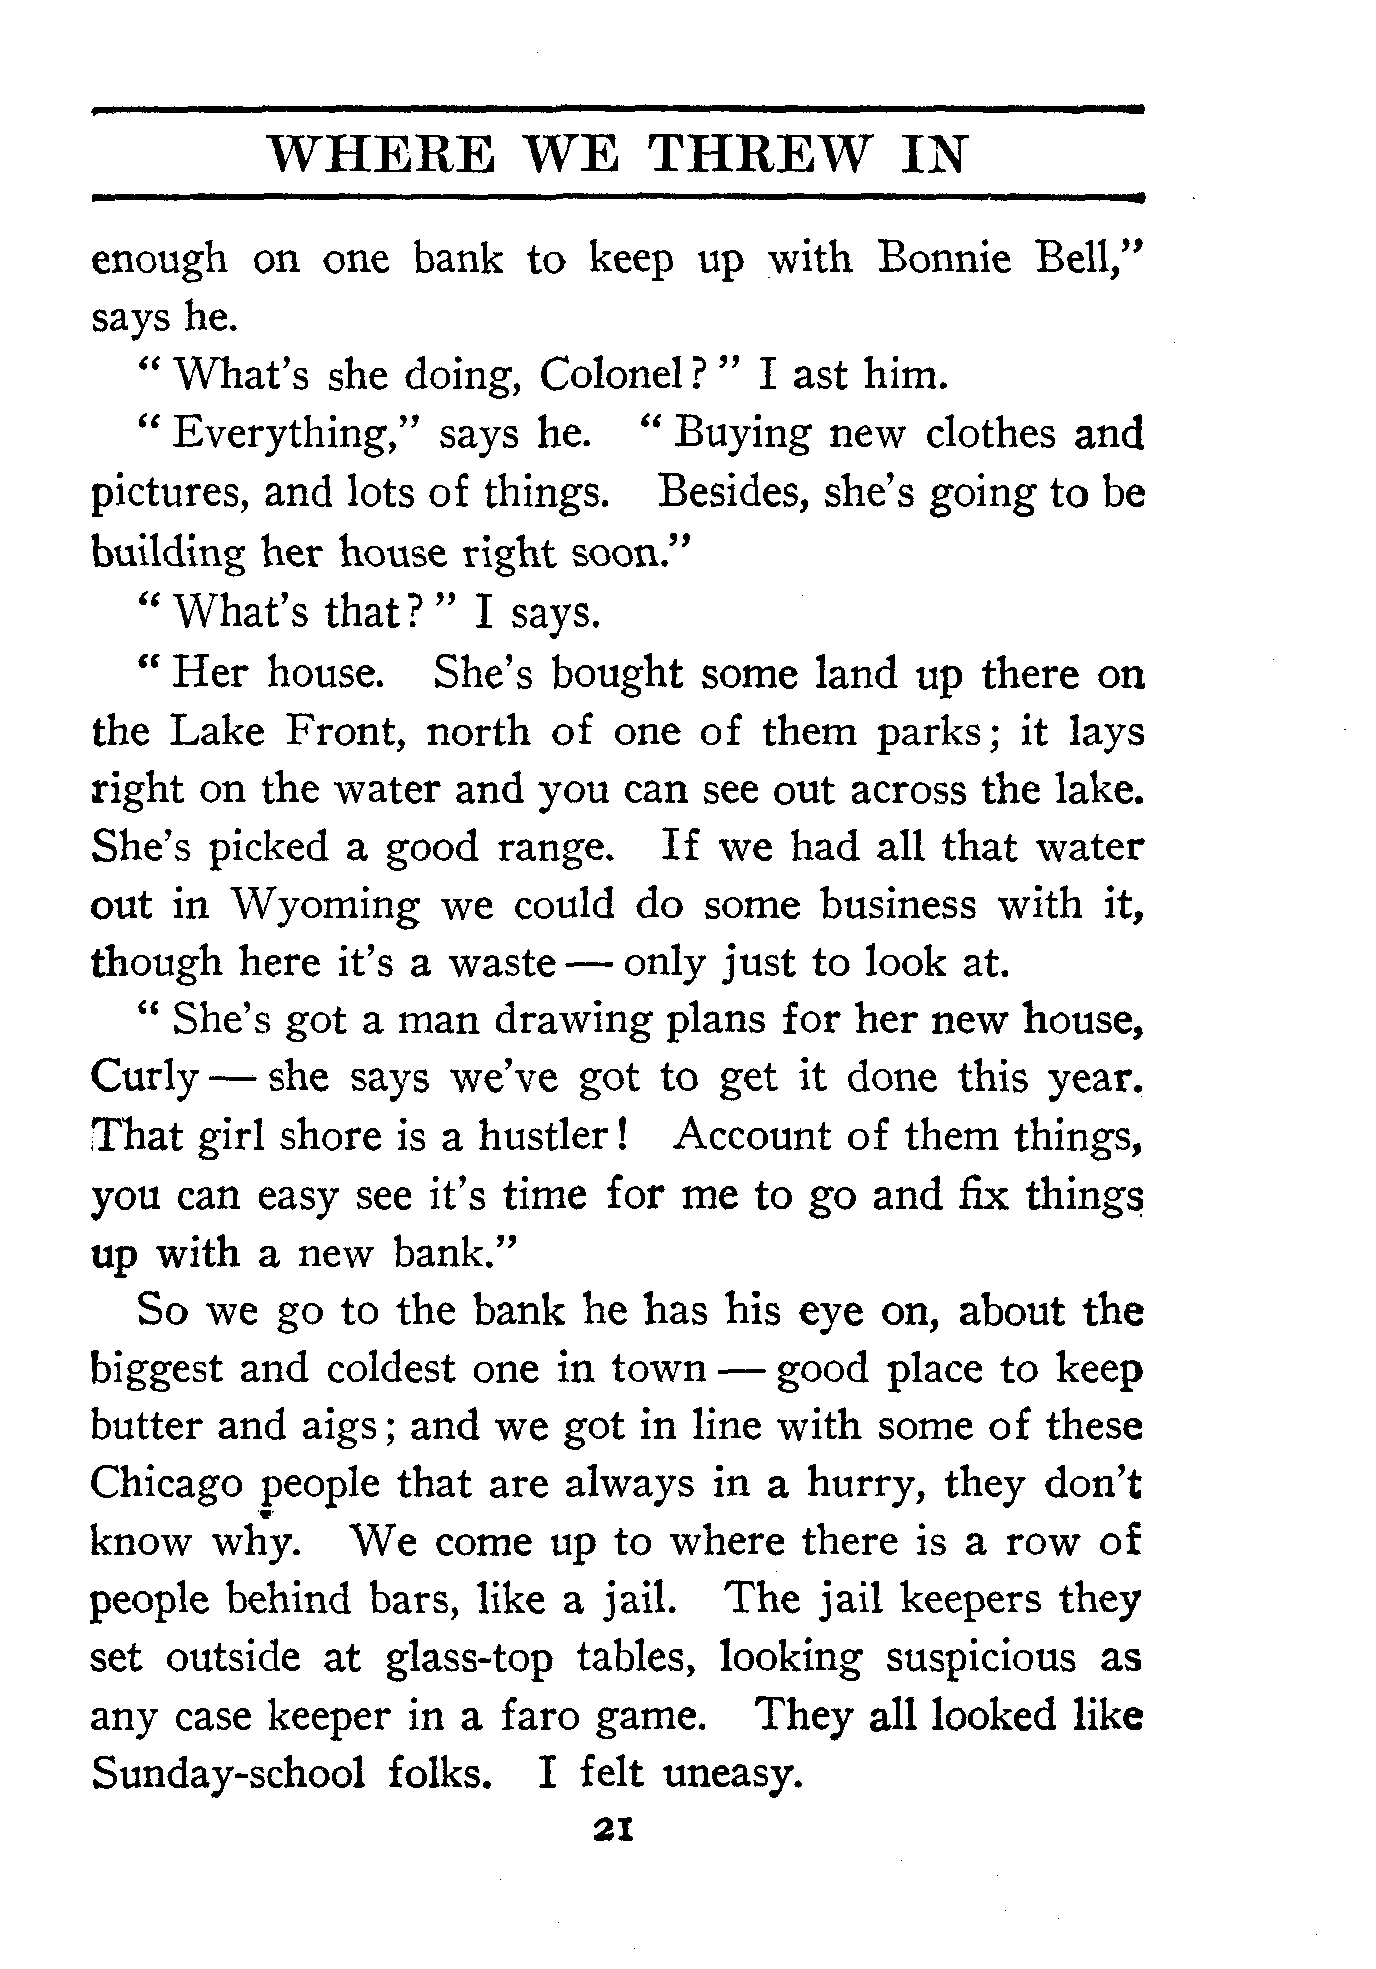 WHERE WE THREW IN
enough on one bank to keep up with Bonnie Bell,"
says he.
"What's she doing, Colonel?" I ast him.
"Everything," says he. "Buying new clothes and
pictures, and lots of things. Besides, she's going to be
building her house right soon."
"What's that?" I says.
"Her house. She's bought some land up there on
the Lake Front, north of one of them parks; it lays
right on the water and you can see out across the lake.
She's picked a good range. If we had all that water
out in Wyoming we could do some business with it,
though here it's a waste — only just to look at.
"She's got a man drawing plans for her new house,
Curly — she says we've got to get it done this year.
That girl shore is a hustler! Account of them things,
you can easy see it's time for me to go and fix things
up with a new bank."
So we go to the bank he has his eye on, about the
biggest and coldest one in town — good place to keep
butter and aigs; and we got in line with some of these
Chicago people that are always in a hurry, they don't
know why. We come up to where there is a row of
people behind bars, like a jail. The jail keepers they
set outside at glass-top tables, looking suspicious as
any case keeper in a faro game. They all looked like
Sunday-school folks. I felt uneasy.
21